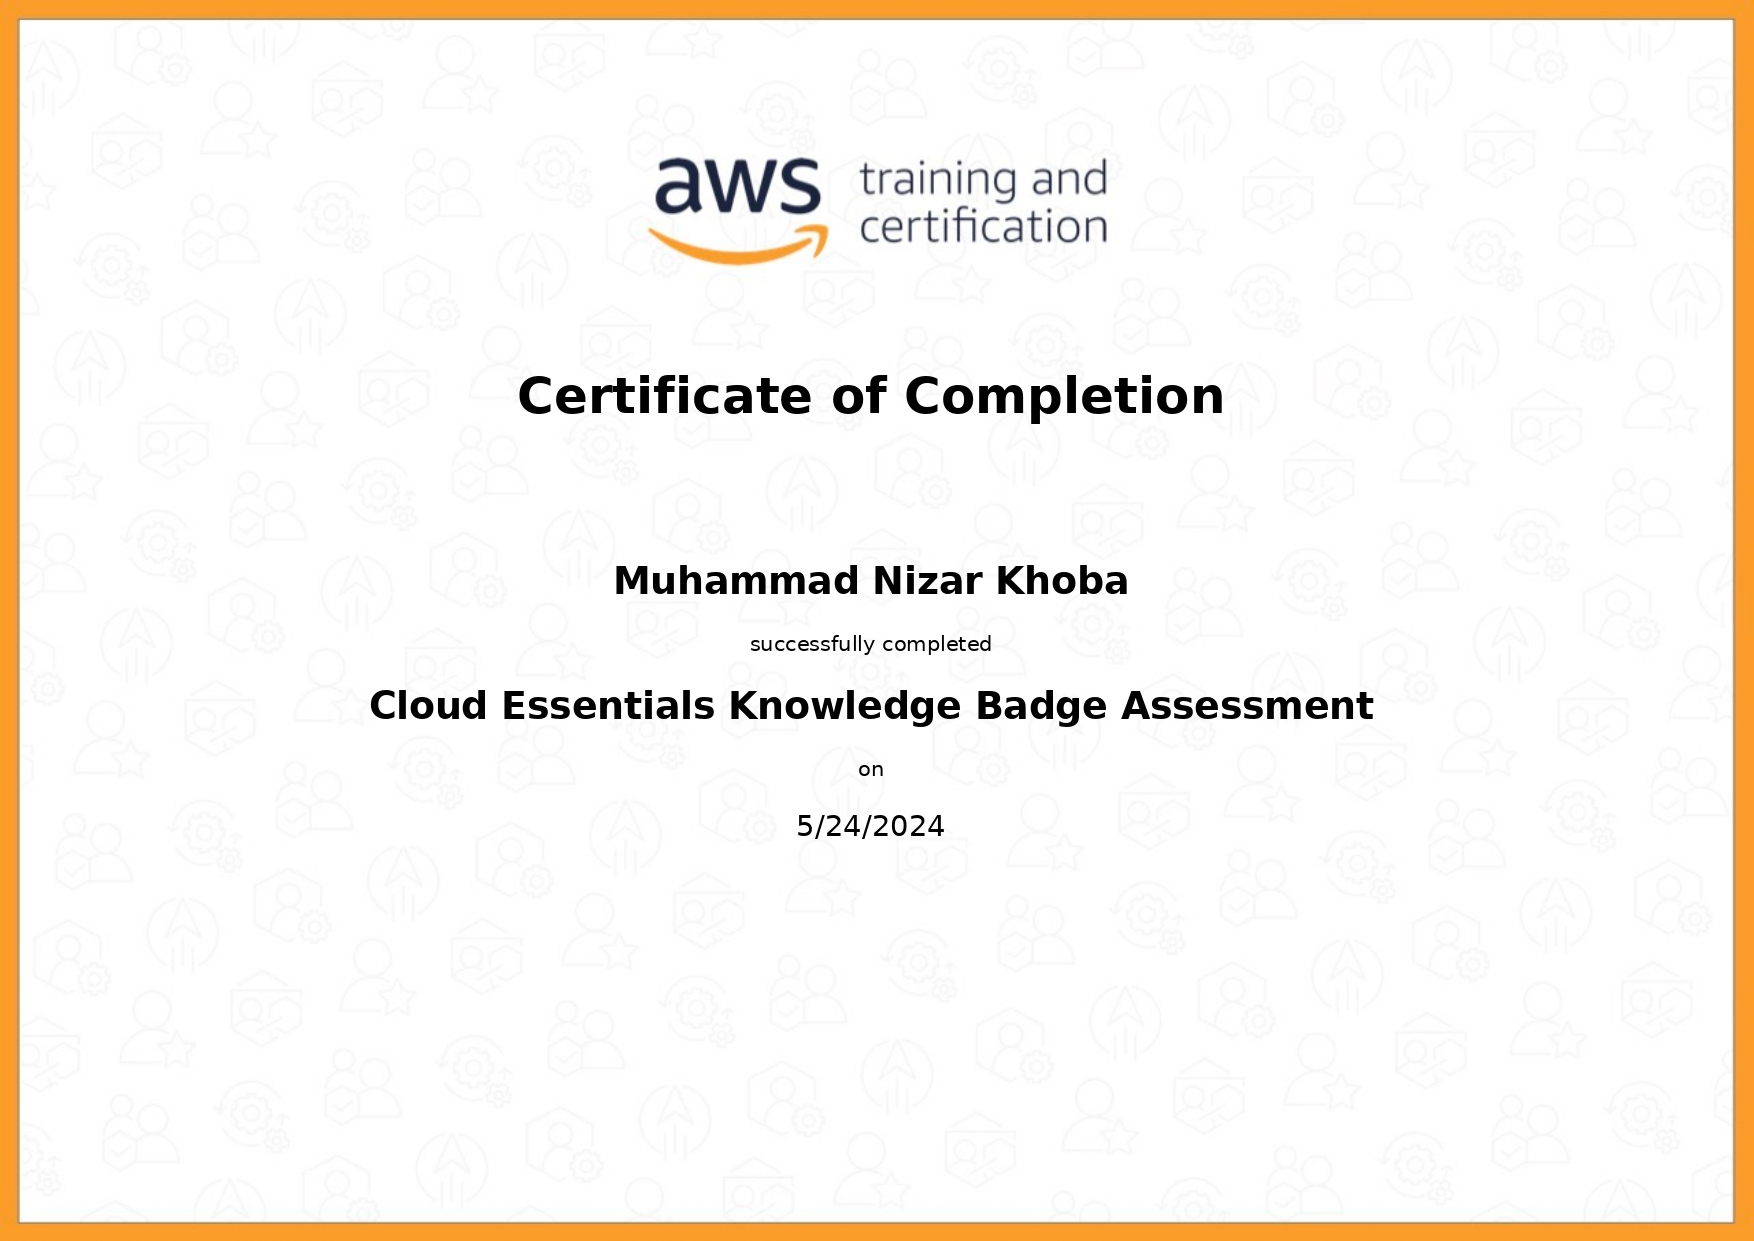 aws training and
certification
Certificate of Completion
Muhammad Nizar Khoba
successfully completed
Cloud Essentials Knowledge Badge Assessment
on
5/24/2024